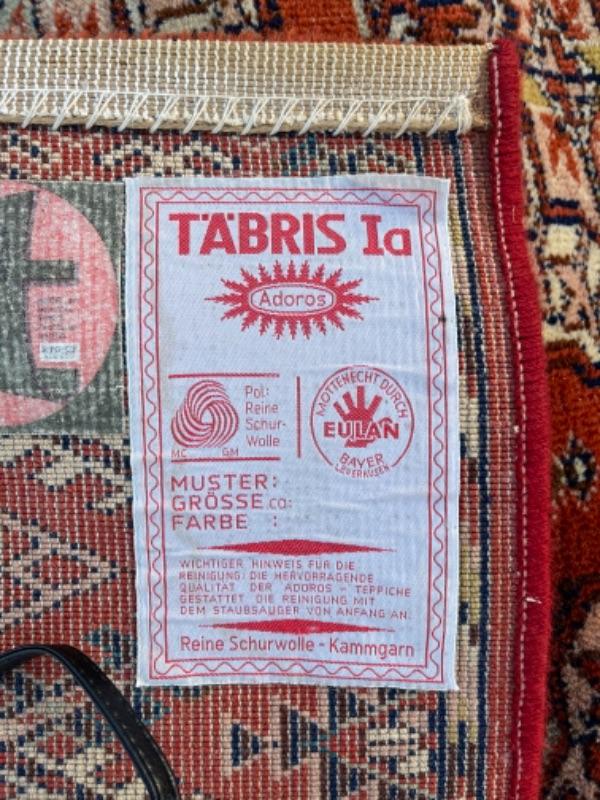 TÄBRIS Ia
Adoros
Pol:
Reine
Schur-
Wolle
MC GM
MOTTENECHT DURCH
EULAN
BAYER
LEVERKUSEN
MUSTER:
GRÖSSE ca:
FARBE :
WICHTIGER HINWEIS FÜR DIE
REINIGUNG: DIE HERVORRAGENDE
QUALITÄT DER ADOROS - TEPPICHE
GESTATTET DIE REINIGUNG MIT
DEM STAUBSAUGER VON ANFANG AN.
Reine Schurwolle - Kammgarn